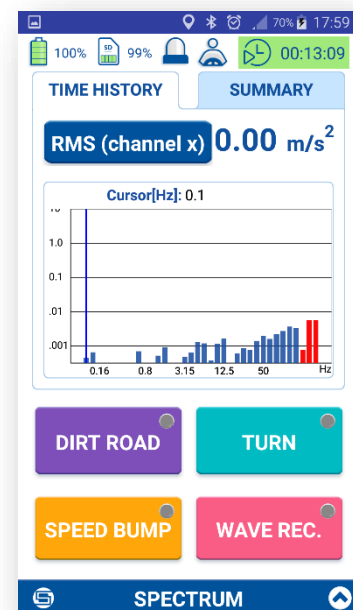 70% 17:59
100% SD 99% 00:13:09
TIME HISTORY SUMMARY
RMS (channel x) 0.00 m/s²
Cursor[Hz]: 0.1
10
1.0
0.1
.01
.001
0.16 0.8 3.15 12.5 50 Hz
DIRT ROAD TURN
SPEED BUMP WAVE REC.
SPECTRUM